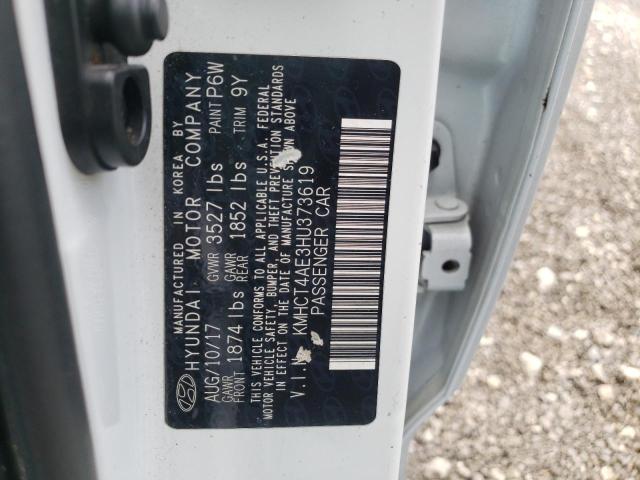 MANUFACTURED IN KOREA BY
HYUNDAI MOTOR COMPANY
AUG/10/17 GVWR 3527 lbs PAINT P6W
GAWR FRONT 1874 lbs GAWR REAR 1852 lbs TRIM 9Y
THIS VEHICLE CONFORMS TO ALL APPLICABLE U.S.A. FEDERAL
MOTOR VEHICLE SAFETY, BUMPER, AND THEFT PREVENTION STANDARDS
IN EFFECT ON THE DATE OF MANUFACTURE SHOWN ABOVE
V.I.N: KMHCT4AE3HU373619
PASSENGER CAR